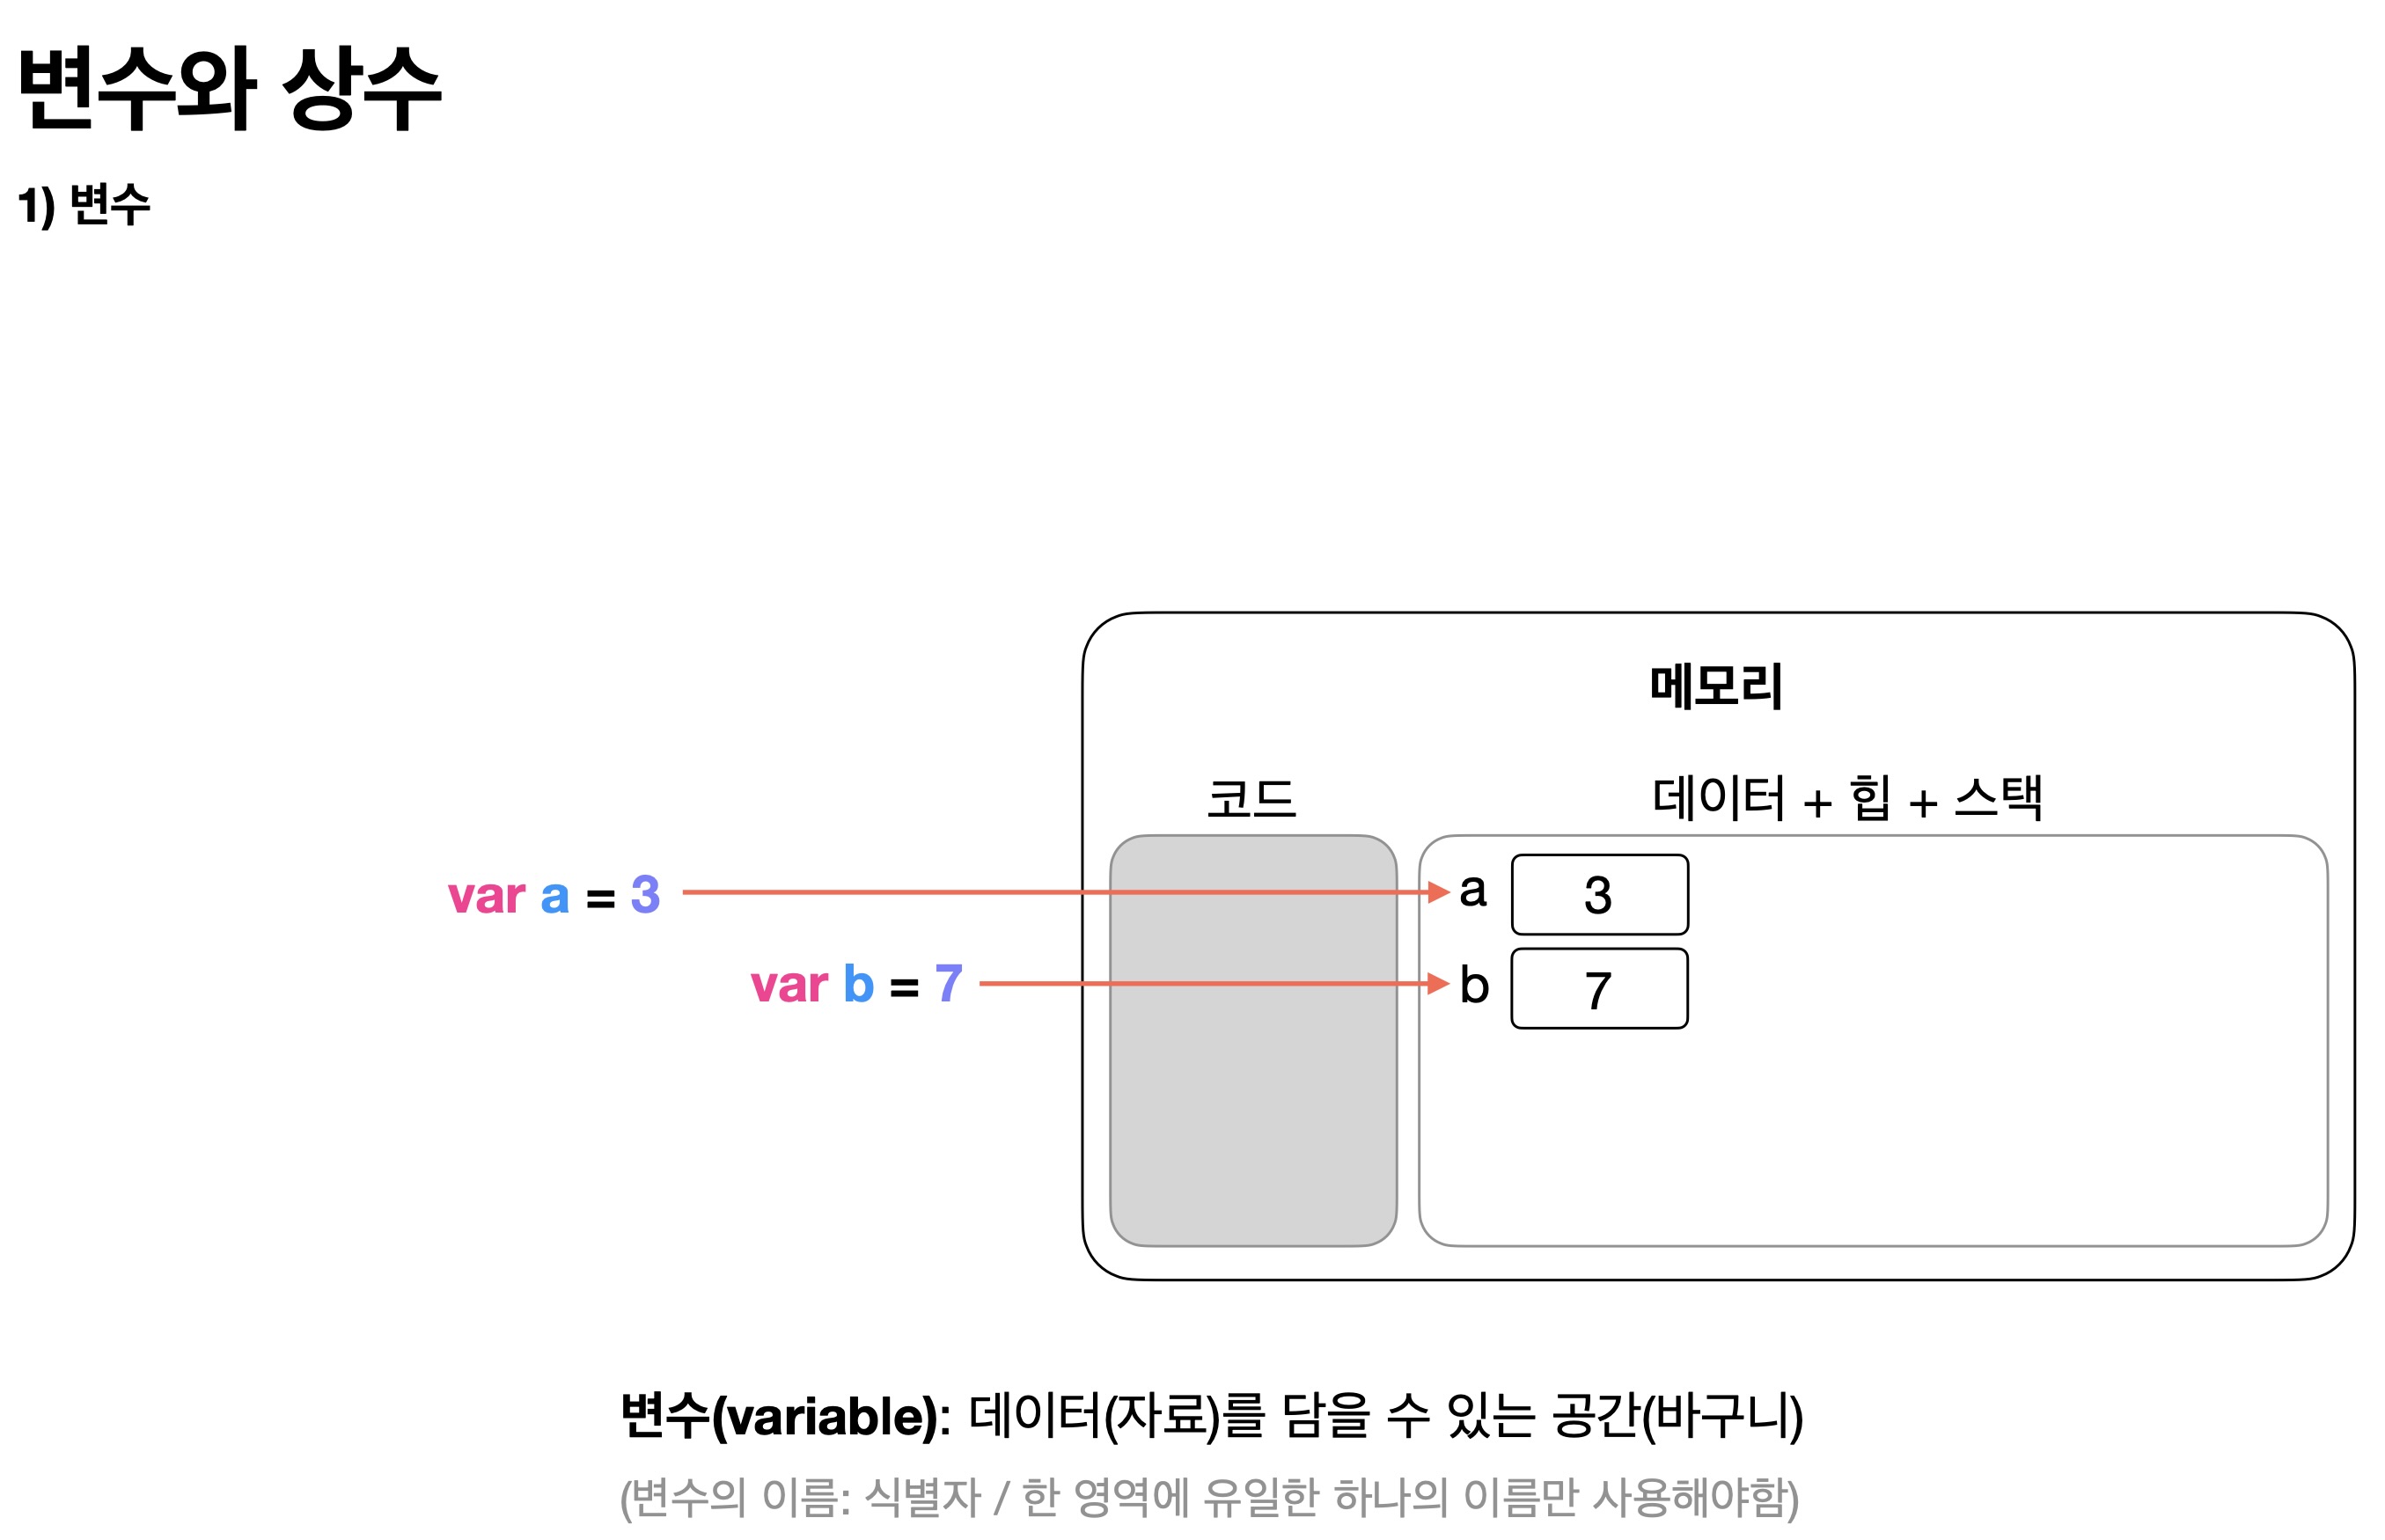 변수와 상수
1) 변수
메모리
코드
데이터 + 힙 + 스택
var a = 3
a
3
var b = 7
b
7
변수(variable): 데이터(자료)를 담을 수 있는 공간(바구니)
(변수의 이름: 식별자 / 한 영역에 유일한 하나의 이름만 사용해야함)